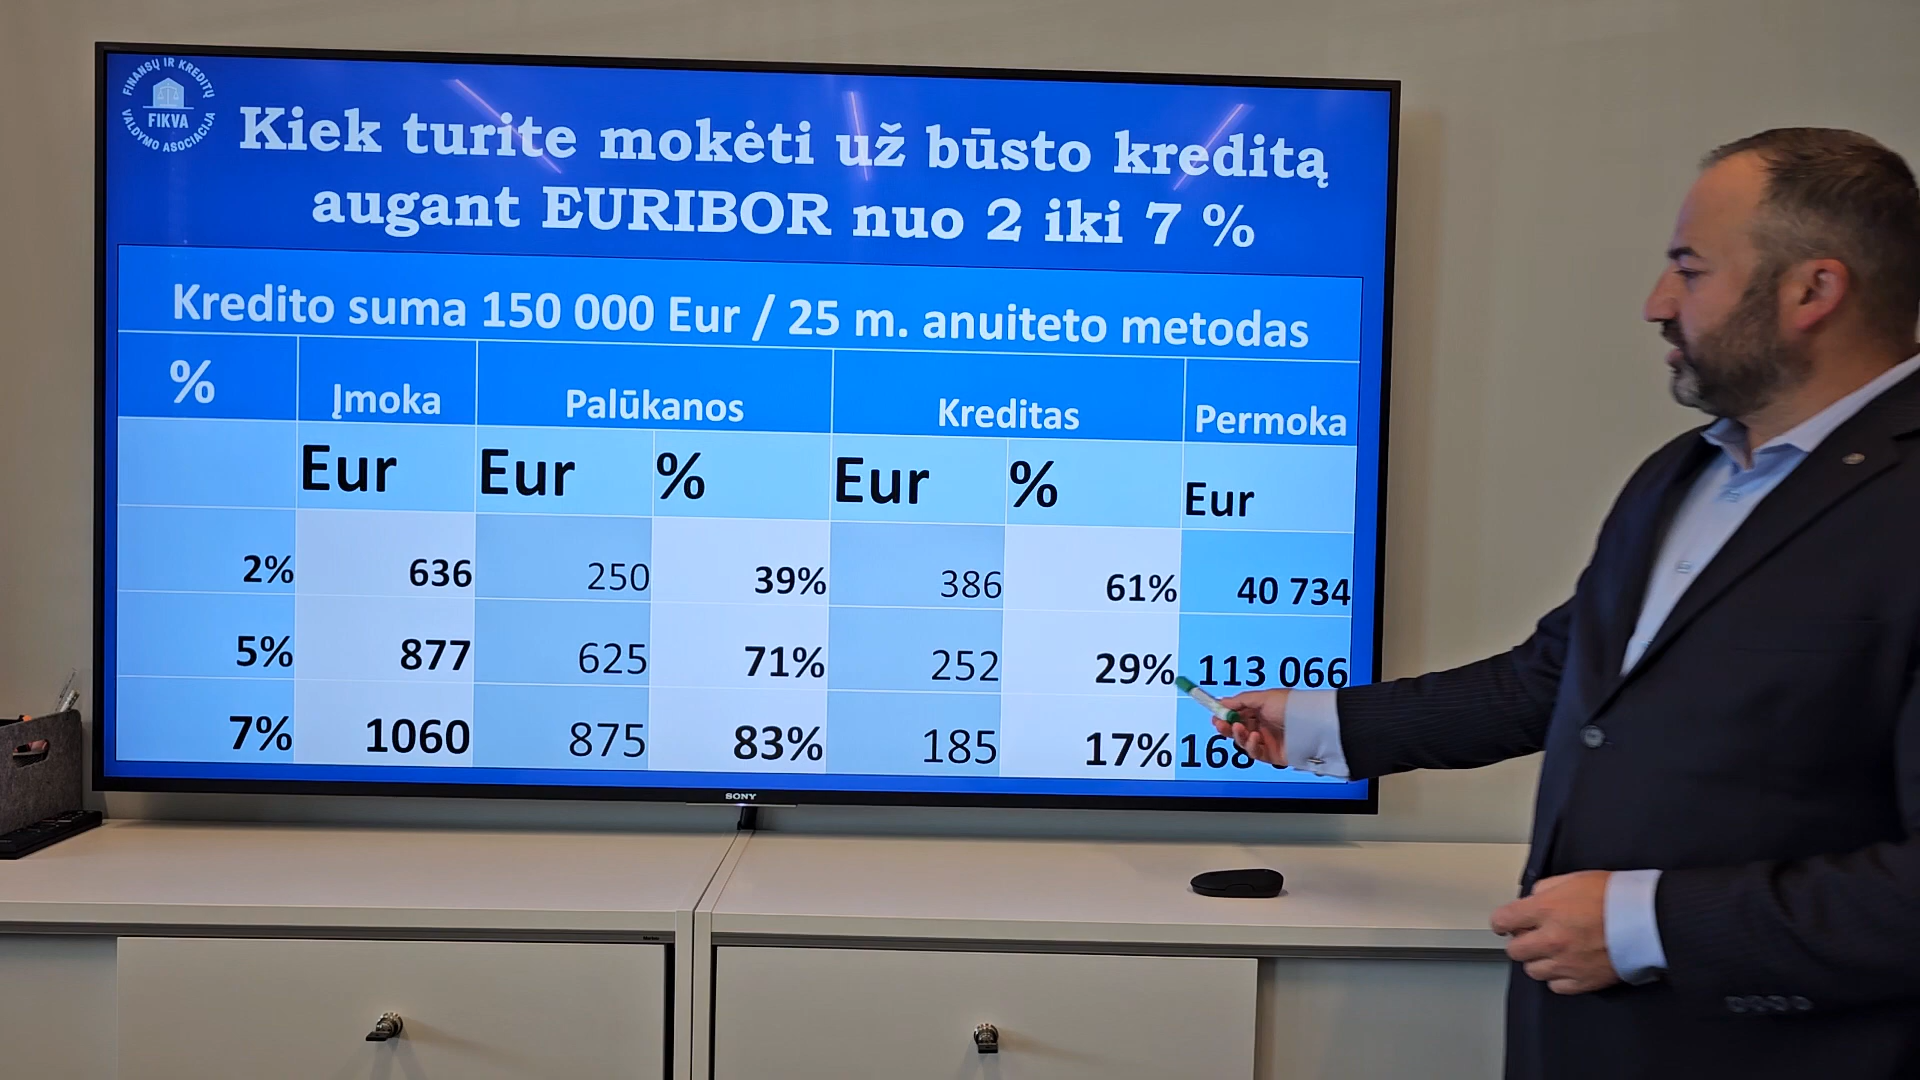 FINANSŲ IR KREDITŲ
FIKVA
VALDYMO ASOCIACIJA
Kiek turite mokėti už būsto kreditą
augant EURIBOR nuo 2 iki 7 %
Kredito suma 150 000 Eur / 25 m. anuiteto metodas
% Įmoka Palūkanos Kreditas Permoka
Eur Eur % Eur % Eur
2% 636 250 39% 386 61% 40 734
5% 877 625 71% 252 29% 113 066
7% 1060 875 83% 185 17% 168
SONY